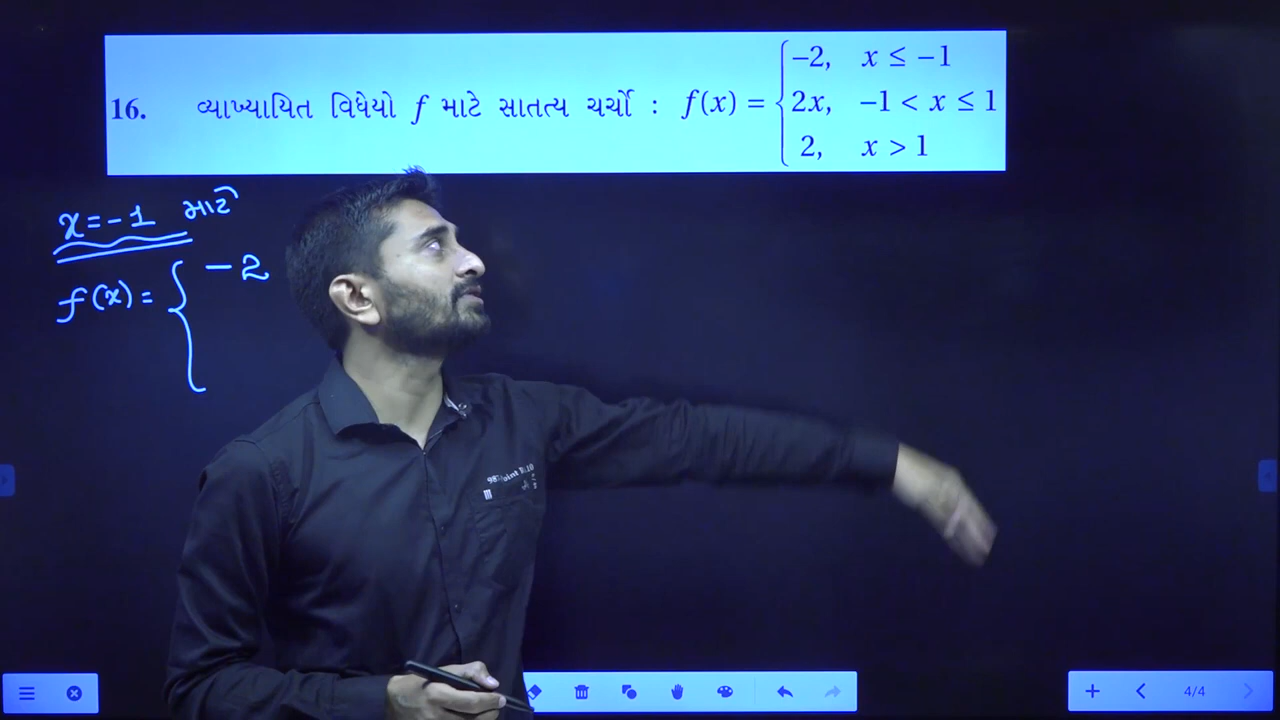 16. વ્યાખ્યાયિત વિધેયો f માટે સાતત્ય ચર્ચો : f(x) = { -2, x ≤ -1
2x, -1 < x ≤ 1
2, x > 1
x = -1 માટે
f(x) = { -2
4/4